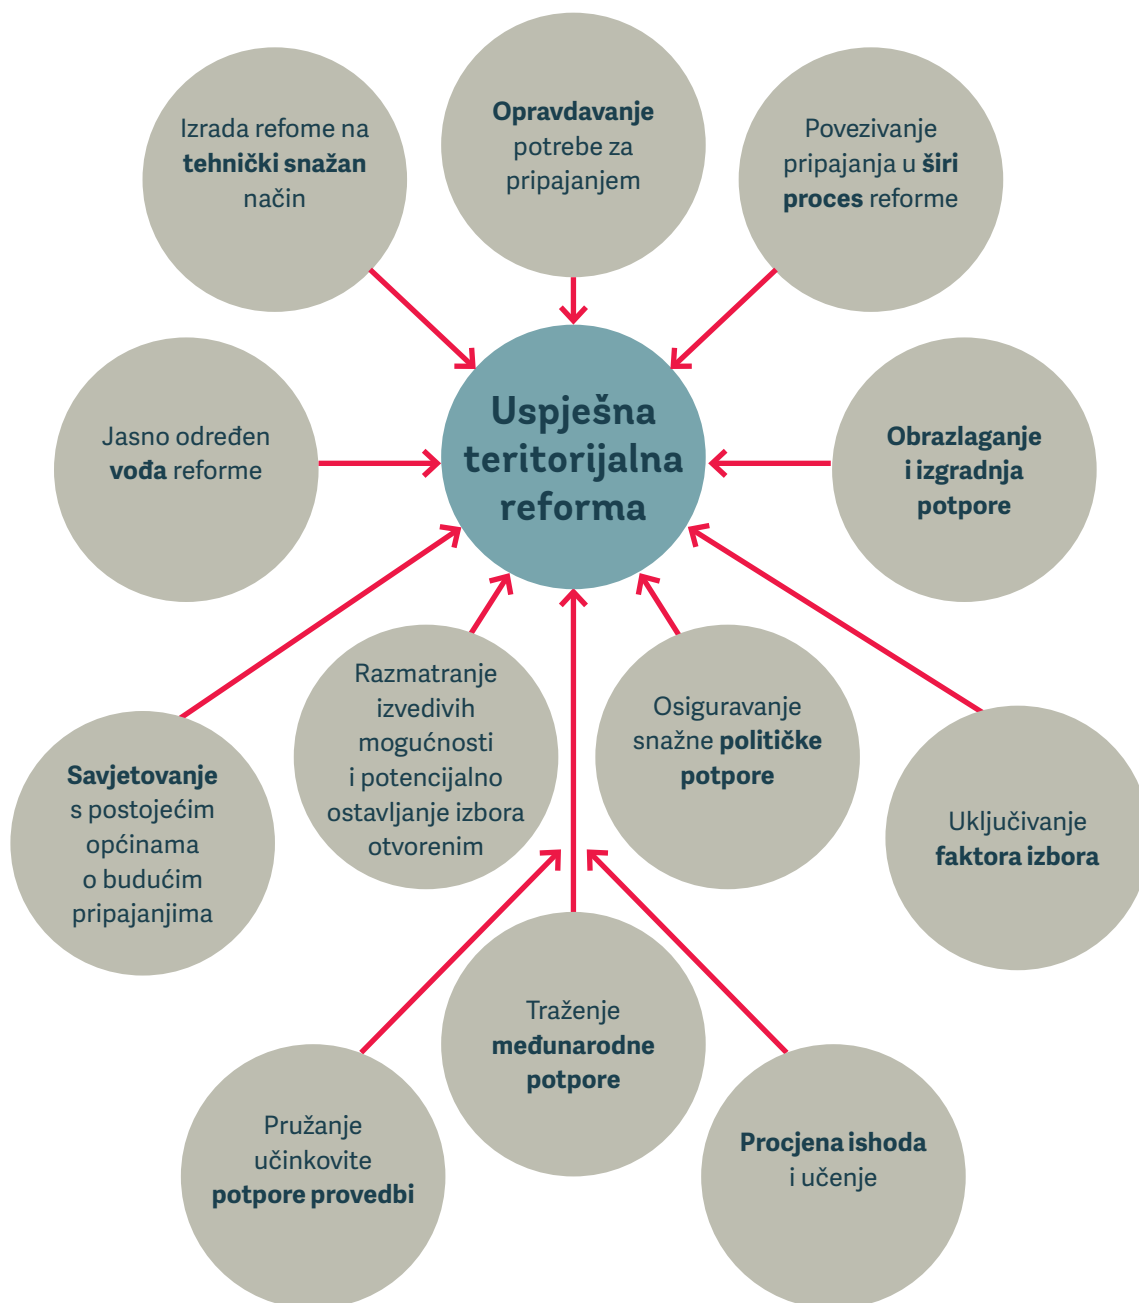 Izrada refome na
tehnički snažan
način
Opravdavanje
potrebe za
pripajanjem
Povezivanje
pripajanja u širi
proces reforme
Jasno određen
vođa reforme
Uspješna
teritorijalna
reforma
Obrazlaganje
i izgradnja
potpore
Savjetovanje
s postojećim
općinama
o budućim
pripajanjima
Razmatranje
izvedivih
mogućnosti
i potencijalno
ostavljanje izbora
otvorenim
Osiguravanje
snažne političke
potpore
Uključivanje
faktora izbora
Pružanje
učinkovite
potpore provedbi
Traženje
međunarodne
potpore
Procjena ishoda
i učenje